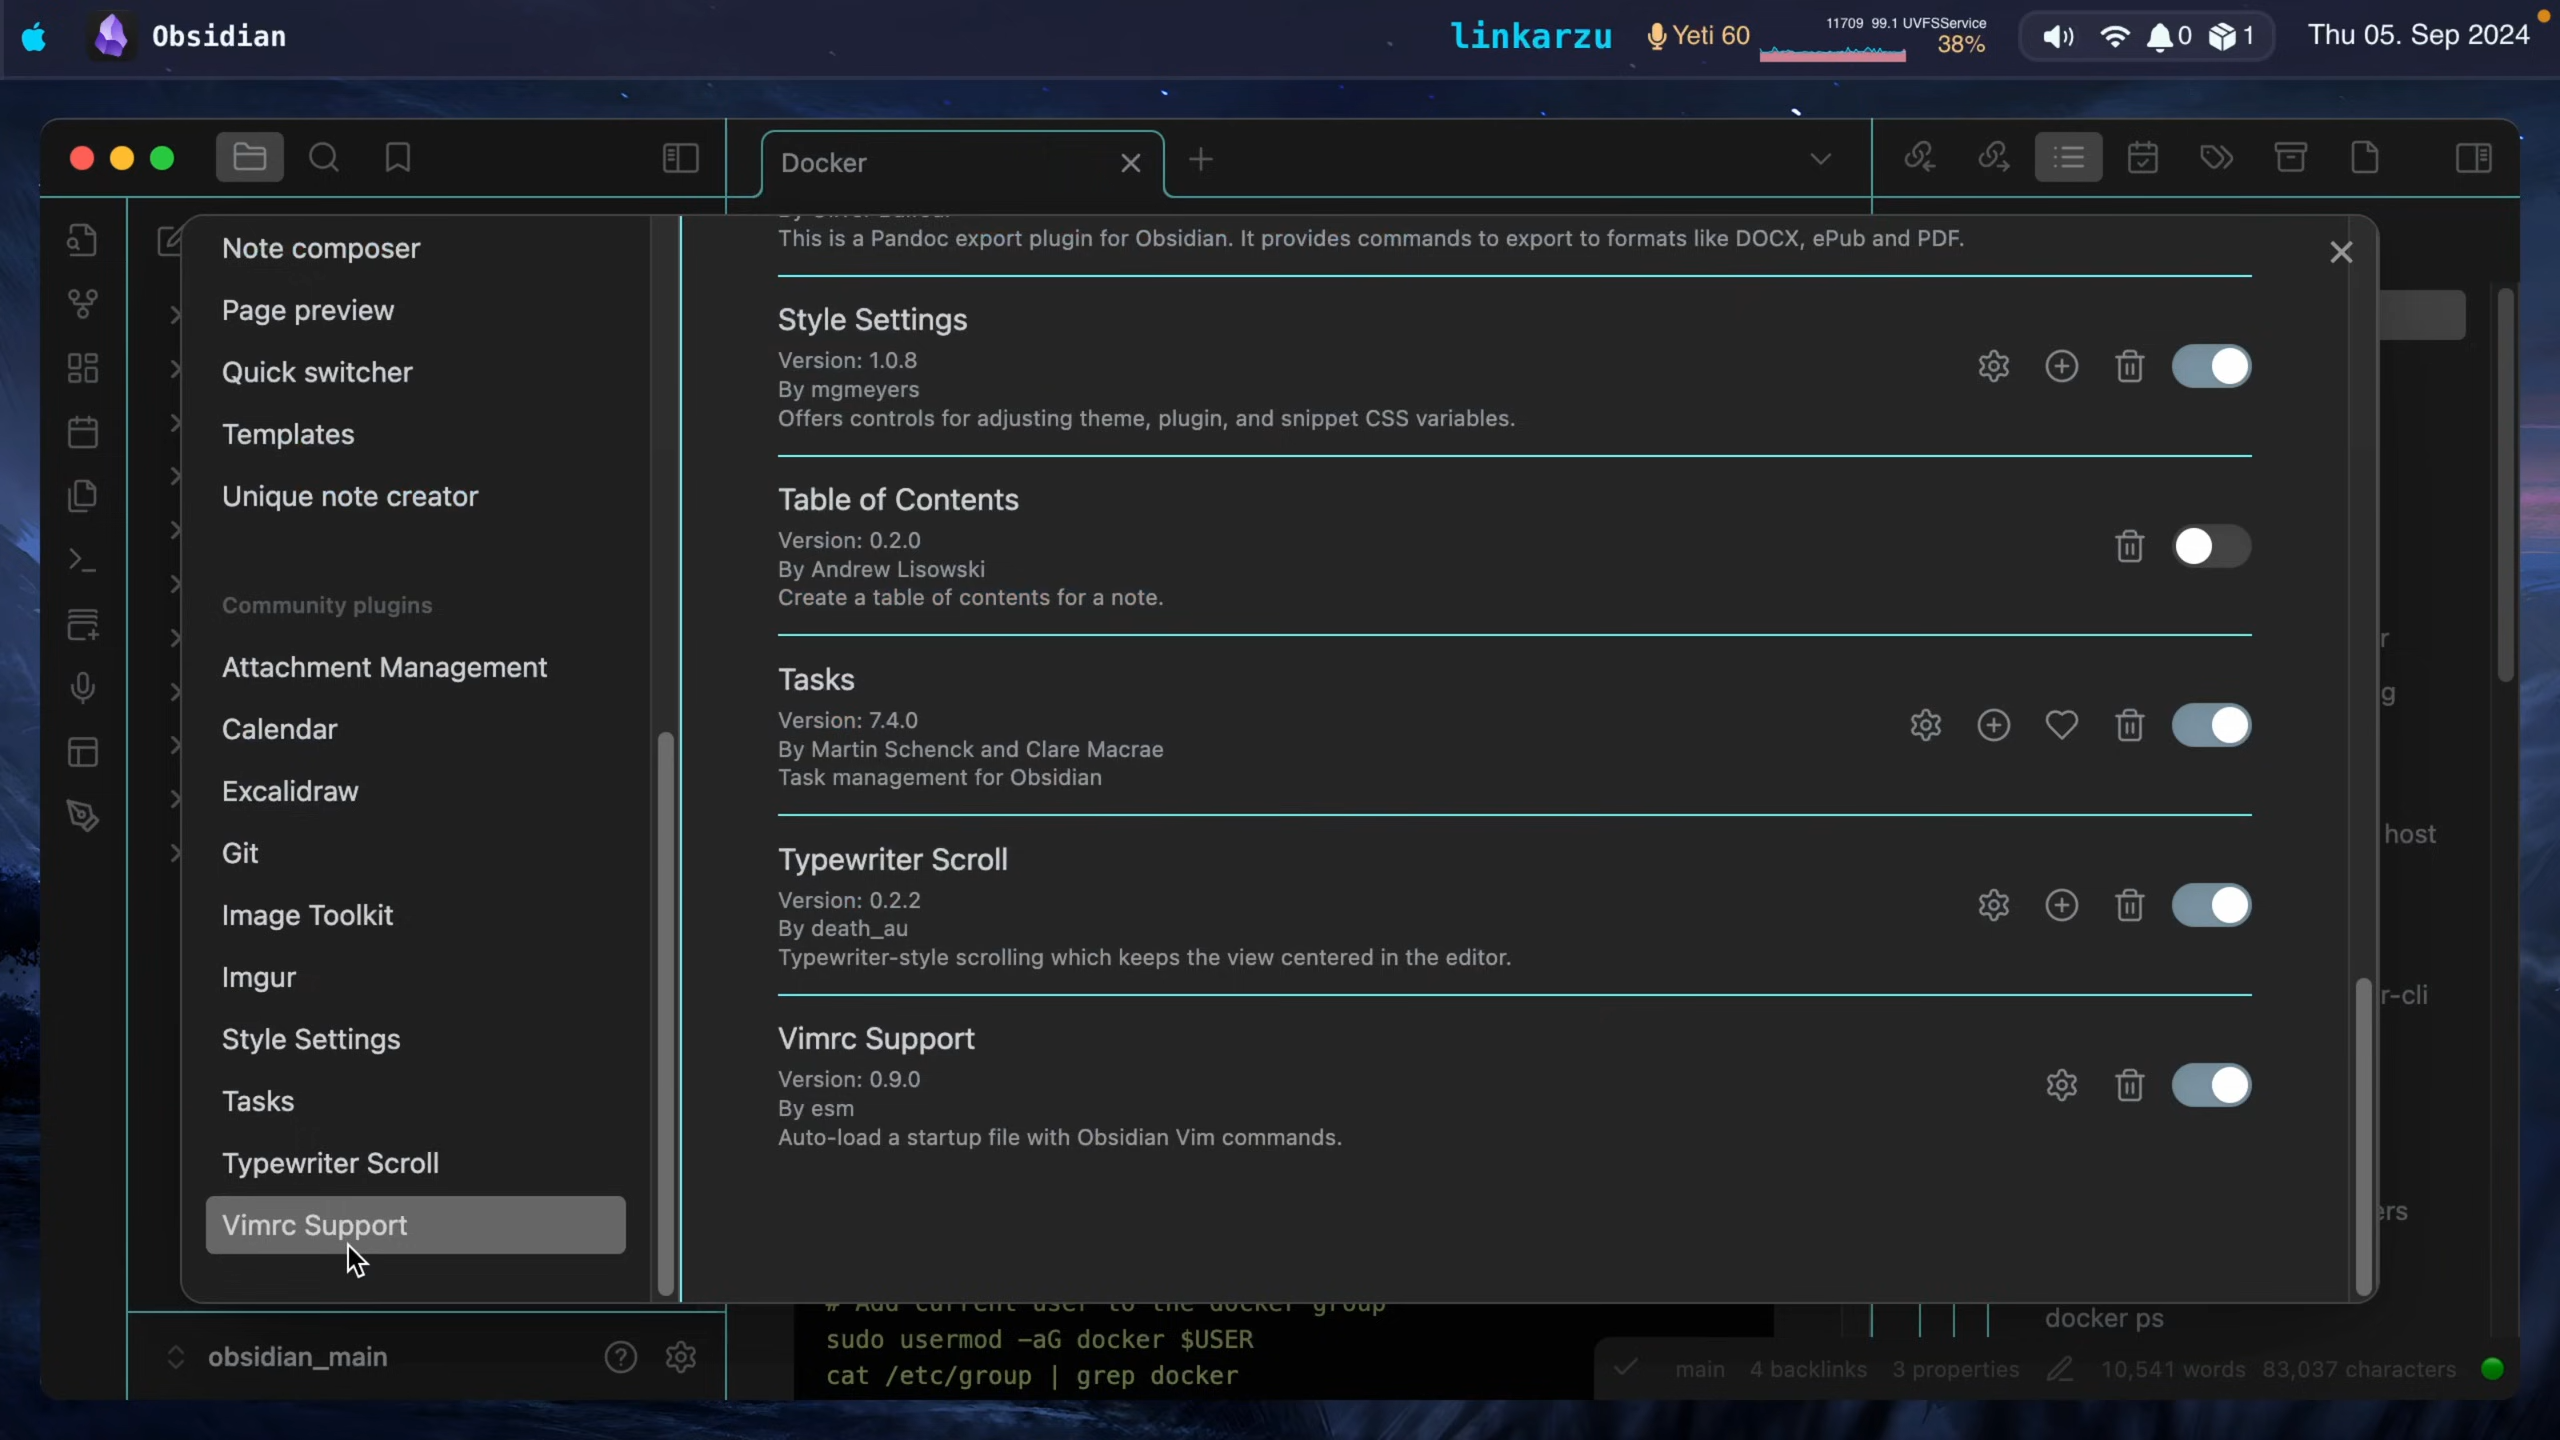 Obsidian
linkarzu
Yeti 60
11709 99.1 UVFSService
38%
0
1
Thu 05. Sep 2024
Docker
Note composer
Page preview
Quick switcher
Templates
Unique note creator
Community plugins
Attachment Management
Calendar
Excalidraw
Git
Image Toolkit
Imgur
Style Settings
Tasks
Typewriter Scroll
Vimrc Support
This is a Pandoc export plugin for Obsidian. It provides commands to export to formats like DOCX, ePub and PDF.
Style Settings
Version: 1.0.8
By mgmeyers
Offers controls for adjusting theme, plugin, and snippet CSS variables.
Table of Contents
Version: 0.2.0
By Andrew Lisowski
Create a table of contents for a note.
Tasks
Version: 7.4.0
By Martin Schenck and Clare Macrae
Task management for Obsidian
Typewriter Scroll
Version: 0.2.2
By death_au
Typewriter-style scrolling which keeps the view centered in the editor.
Vimrc Support
Version: 0.9.0
By esm
Auto-load a startup file with Obsidian Vim commands.
r
g
host
r-cli
ers
docker ps
# Add current user to the docker group
sudo usermod -aG docker $USER
cat /etc/group | grep docker
obsidian_main
main 4 backlinks 3 properties 10,541 words 83,037 characters